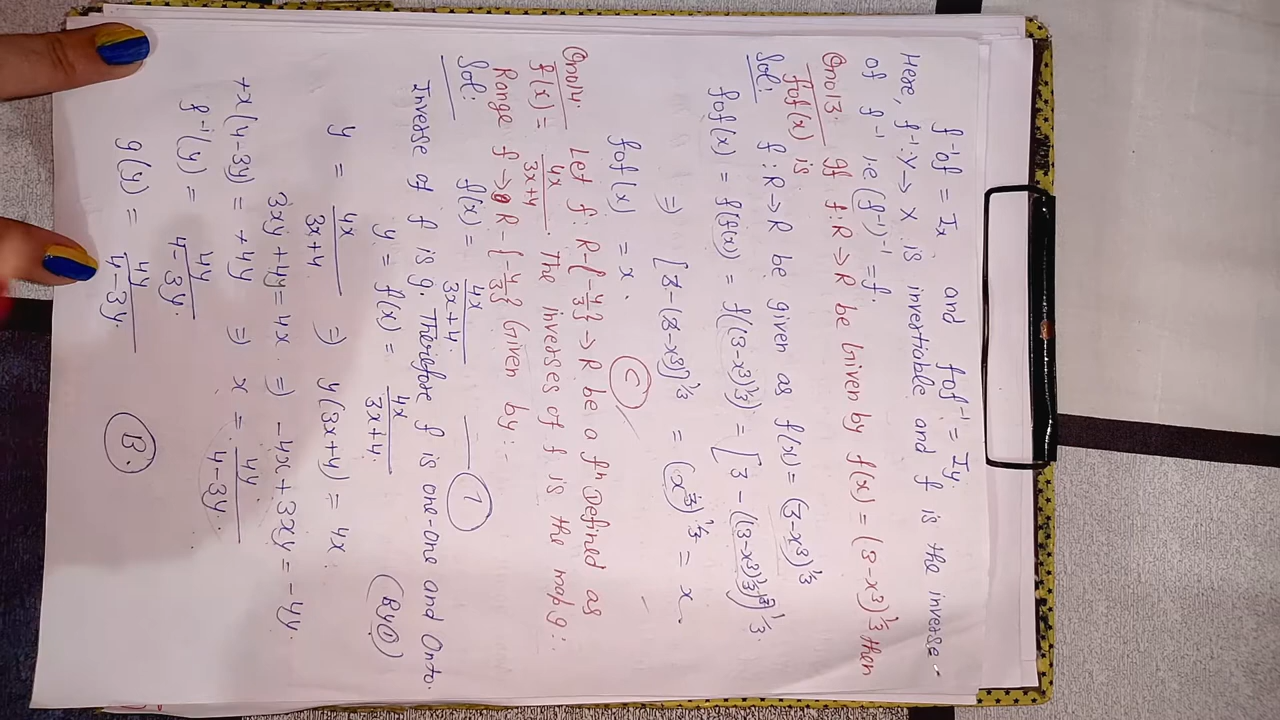 f⁻¹of = Ix and fof⁻¹ = Iy.
Here, f⁻¹: y → X is invertiable and f is the inverse
of f⁻¹ i.e (f⁻¹)⁻¹ = f.
Qno13. If f: R → R be Given by f(x) = (3-x³)^1/3 then
fof(x) is
Sol: f: R → R be given as f(x) = (3-x³)^1/3
fof(x) = f(f(x)) = f((3-x³)^1/3) = [3 - ((3-x³)^1/3)³]^1/3.
⇒ [3-(3-x³)]^1/3 = (x³)^1/3 = x.
fof(x) = x. (C)
Qno14. Let f: R-{-4/3} → R be a fⁿ Defined as
f(x) = 4x/3x+4. The inverses of f is the map g:
Range f → R-{-4/3} Given by:-
Sol: f(x) = 4x/3x+4. —— (1)
Inverse of f is g. Therefore f is one-one and Onto.
y = f(x) = 4x/3x+4. (By (1))
y = 4x/3x+4 ⇒ y(3x+4) = 4x.
3xy + 4y = 4x. ⇒ -4x + 3xy = -4y.
+x(4-3y) = +4y ⇒ x = 4y/4-3y.
f⁻¹(y) = 4y/4-3y.
g(y) = 4y/4-3y. (B.)